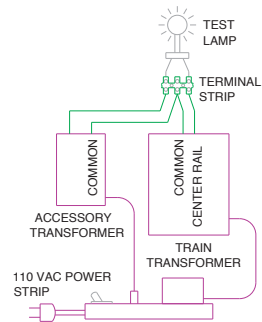 TEST
LAMP
TERMINAL
STRIP
COMMON
COMMON
CENTER RAIL
ACCESSORY
TRANSFORMER
TRAIN
TRANSFORMER
110 VAC POWER
STRIP